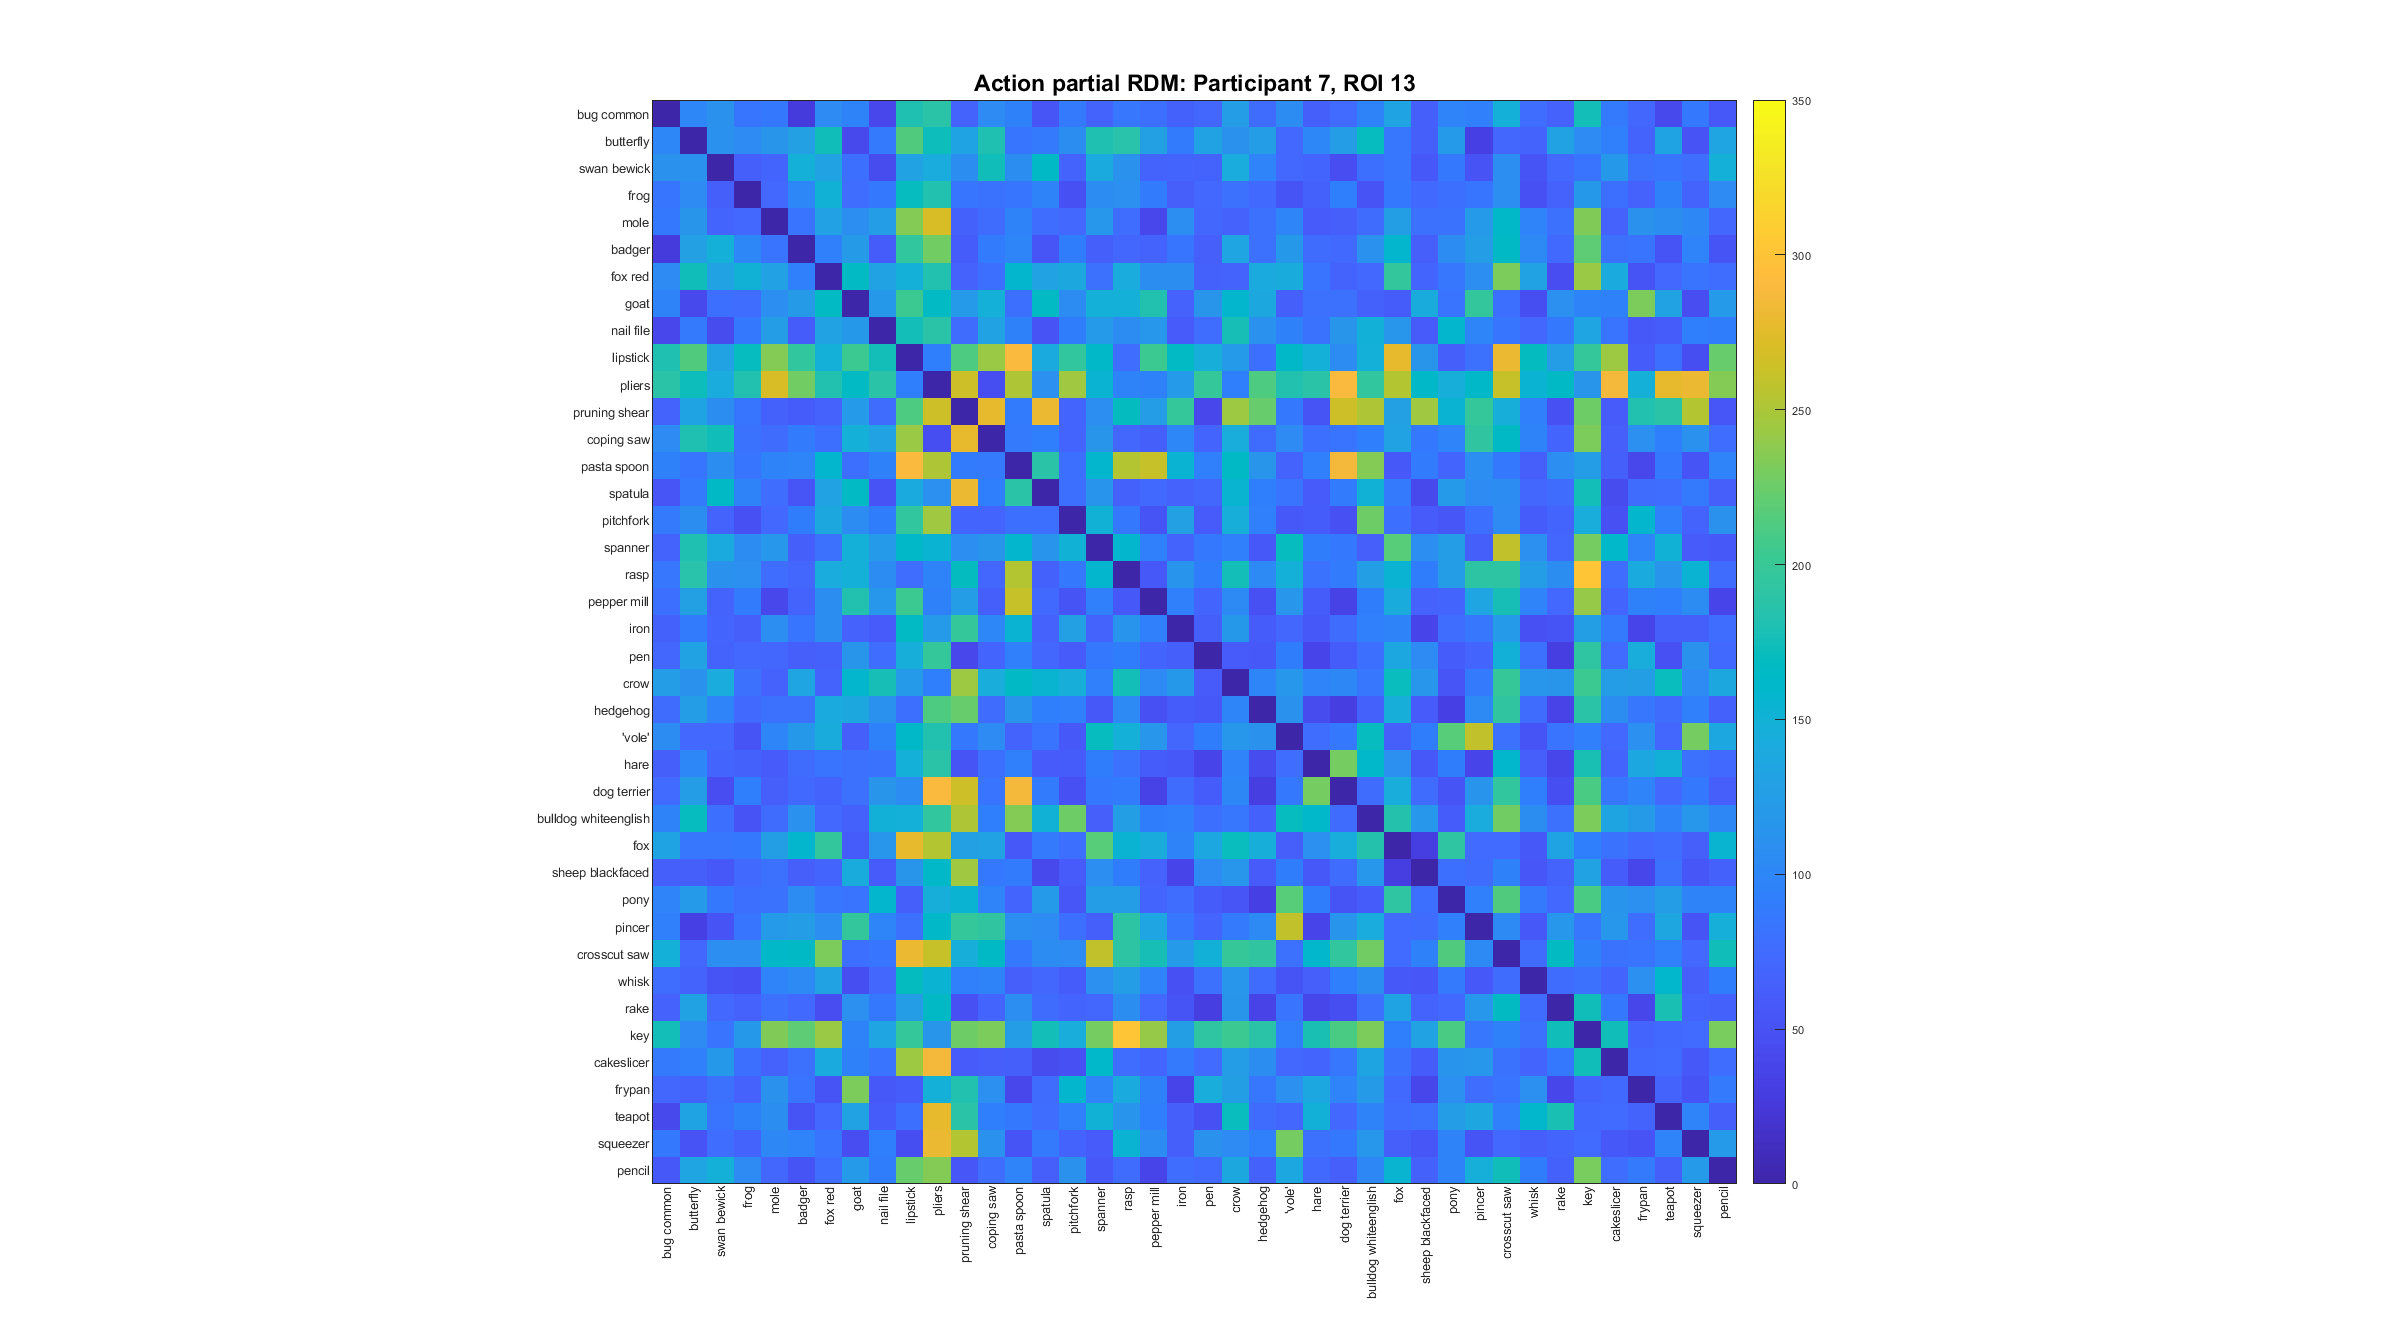 Action partial RDM: Participant 7, ROI 13
bug common
butterfly
swan bewick
frog
mole
badger
fox red
goat
nail file
lipstick
pliers
pruning shear
coping saw
pasta spoon
spatula
pitchfork
spanner
rasp
pepper mill
iron
pen
crow
hedgehog
'vole'
hare
dog terrier
bulldog whiteenglish
fox
sheep blackfaced
pony
pincer
crosscut saw
whisk
rake
key
cakeslicer
frypan
teapot
squeezer
pencil
bug common
butterfly
swan bewick
frog
mole
badger
fox red
goat
nail file
lipstick
pliers
pruning shear
coping saw
pasta spoon
spatula
pitchfork
spanner
rasp
pepper mill
iron
pen
crow
hedgehog
'vole'
hare
dog terrier
bulldog whiteenglish
fox
sheep blackfaced
pony
pincer
crosscut saw
whisk
rake
key
cakeslicer
frypan
teapot
squeezer
pencil
350
300
250
200
150
100
50
0